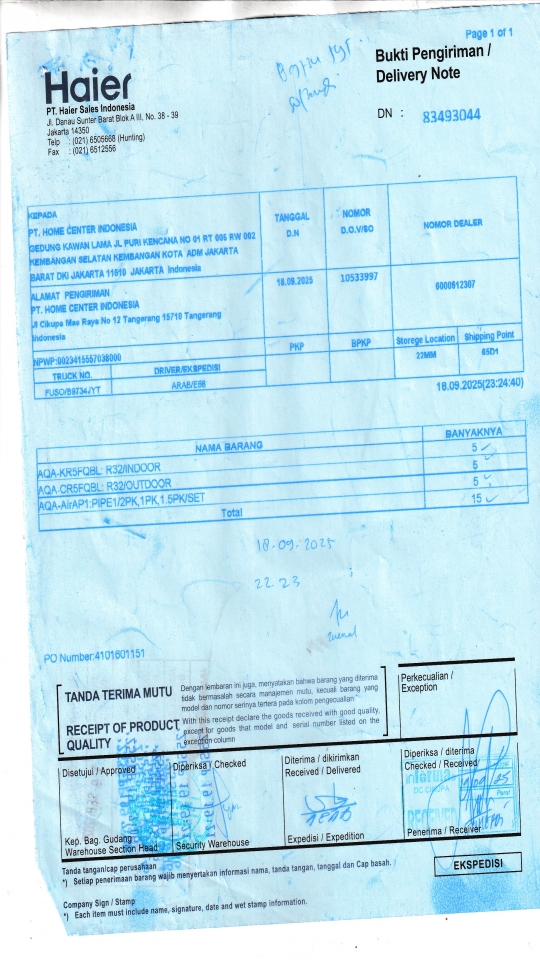 Page 1 of 1
Haier
PT. Haier Sales Indonesia
Jl. Danau Sunter Barat Blok A III, No. 38 - 39
Jakarta 14350
Telp : (021) 6505668 (Hunting)
Fax : (021) 6512556
Bukti Pengiriman /
Delivery Note
DN : 83493044
KEPADA
PT. HOME CENTER INDONESIA
GEDUNG KAWAN LAMA JL PURI KENCANA NO 01 RT 005 RW 002
KEMBANGAN SELATAN KEMBANGAN KOTA ADM JAKARTA
BARAT DKI JAKARTA 11610 JAKARTA Indonesia
TANGGAL
D.N
NOMOR
D.O.V/SO
NOMOR DEALER
18.09.2025
10533997
6000612307
ALAMAT PENGIRIMAN
PT. HOME CENTER INDONESIA
Jl Cikupa Mas Raya No 12 Tangerang 15710 Tangerang
Indonesia
NPWP:0023415557038000
PKP
BPKP
Storege Location
Shipping Point
22MM
65D1
TRUCK NO.
DRIVER/EKSPEDISI
FUSO/B9734JYT
ARAB/E58
18.09.2025(23:24:40)
NAMA BARANG
BANYAKNYA
AQA-KR5FQBL: R32/INDOOR
5
AQA-CR5FQBL: R32/OUTDOOR
5
AQA-AirAP1:PIPE1/2PK,1PK,1.5PK/SET
5
Total
15
18-09-2025
22.23
PO Number:4101601151
TANDA TERIMA MUTU
Dengan lembaran ini juga, menyatakan bahwa barang yang diterima
tidak bermasalah secara manajemen mutu, kecuali barang yang
model dan nomor serinya tertera pada kolom pengecualian
RECEIPT OF PRODUCT
QUALITY
With this receipt declare the goods received with good quality,
except for goods that model and serial number listed on the
exception column
Perkecualian /
Exception
Disetujui / Approved
Diperiksa / Checked
Diterima / dikirimkan
Received / Delivered
Diperiksa / diterima
Checked / Received
informa
DC CIKUPA
RECEIVED
Kep. Bag. Gudang
Warehouse Section Head
Security Warehouse
Expedisi / Expedition
Penerima / Receiver
Tanda tangan/cap perusahaan
*) Setiap penerimaan barang wajib menyertakan informasi nama, tanda tangan, tanggal dan Cap basah.
EKSPEDISI
Company Sign / Stamp
*) Each item must include name, signature, date and wet stamp information.